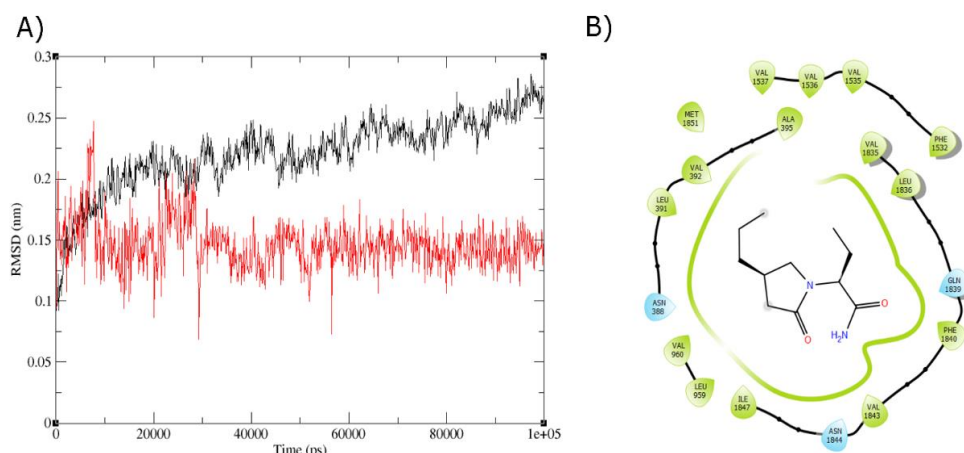 A)
B)
0.3
0.25
0.2
0.15
0.1
0.05
0
RMSD (nm)
0
20000
40000
60000
80000
1e+05
Time (ps)
VAL
1537
VAL
1536
VAL
1535
MET
1851
ALA
395
PHE
1532
VAL
1835
VAL
392
LEU
1836
LEU
391
GLN
1839
ASN
388
PHE
1840
VAL
960
LEU
959
ILE
1847
VAL
1843
ASN
1844
N
O
H₂N
O